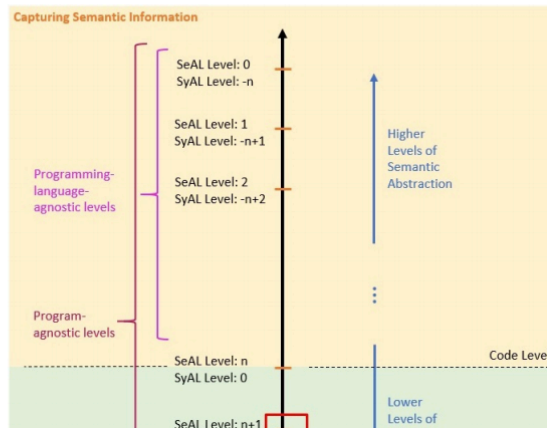 Capturing Semantic Information
SeAL Level: 0
SyAL Level: -n
SeAL Level: 1
SyAL Level: -n+1
Higher
Levels of
Semantic
Abstraction
Programming-
language-
agnostic levels
SeAL Level: 2
SyAL Level: -n+2
Program-
agnostic levels
Code Leve
SeAL Level: n
SyAL Level: 0
Lower
Levels of
SeAL Level: n+1